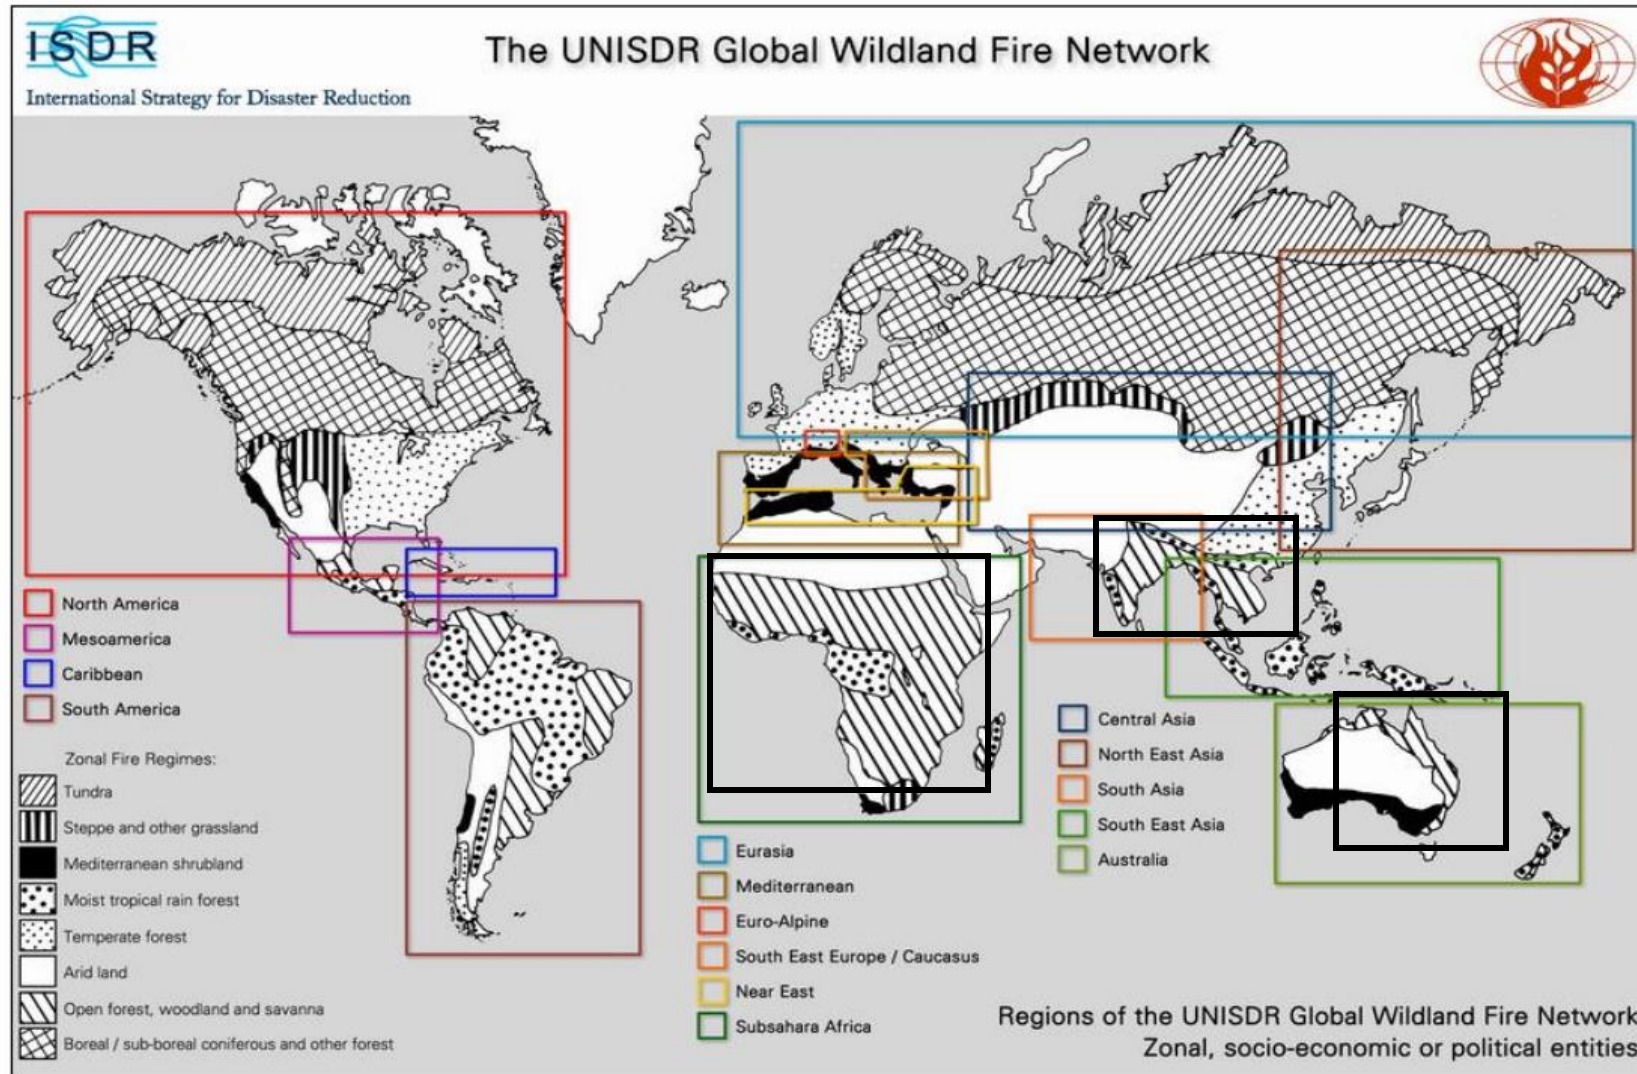 ISDR
International Strategy for Disaster Reduction
The UNISDR Global Wildland Fire Network
North America
Mesoamerica
Caribbean
South America
Zonal Fire Regimes:
Tundra
Steppe and other grassland
Mediterranean shrubland
Moist tropical rain forest
Temperate forest
Arid land
Open forest, woodland and savanna
Boreal / sub-boreal coniferous and other forest
Eurasia
Mediterranean
Euro-Alpine
South East Europe / Caucasus
Near East
Subsahara Africa
Central Asia
North East Asia
South Asia
South East Asia
Australia
Regions of the UNISDR Global Wildland Fire Network
Zonal, socio-economic or political entities